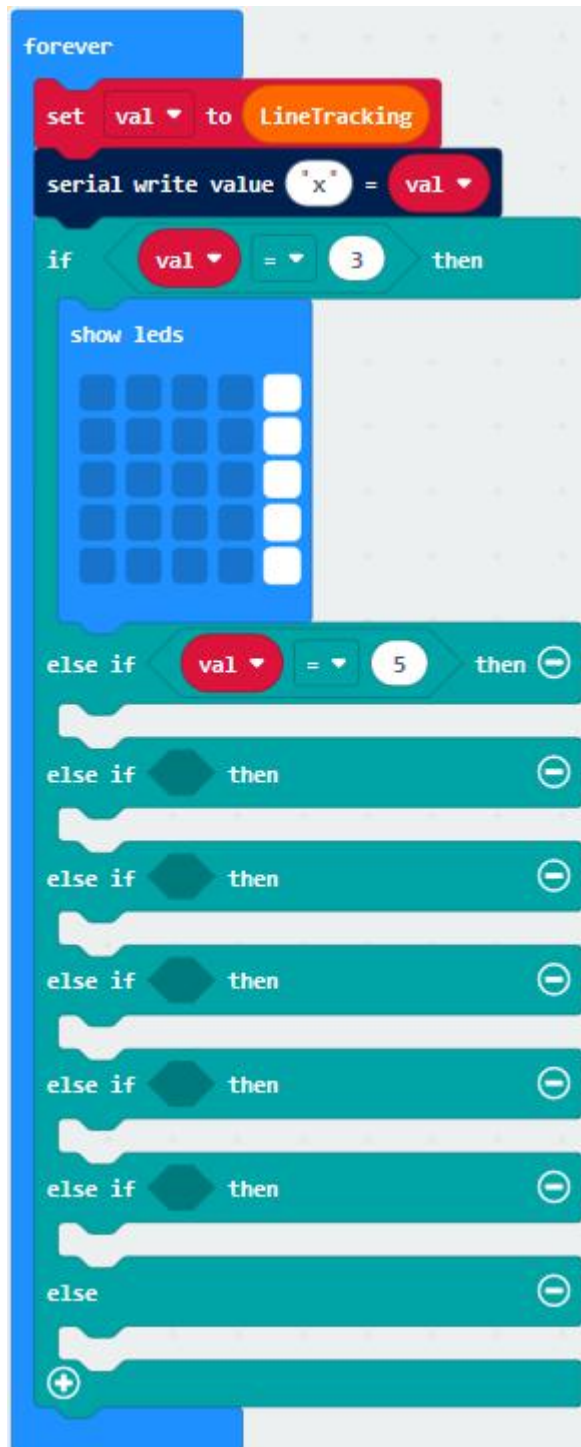 forever
set val to LineTracking
serial write value "x" = val
if val = 3 then
show leds
else if val = 5 then
else if then
else if then
else if then
else if then
else if then
else